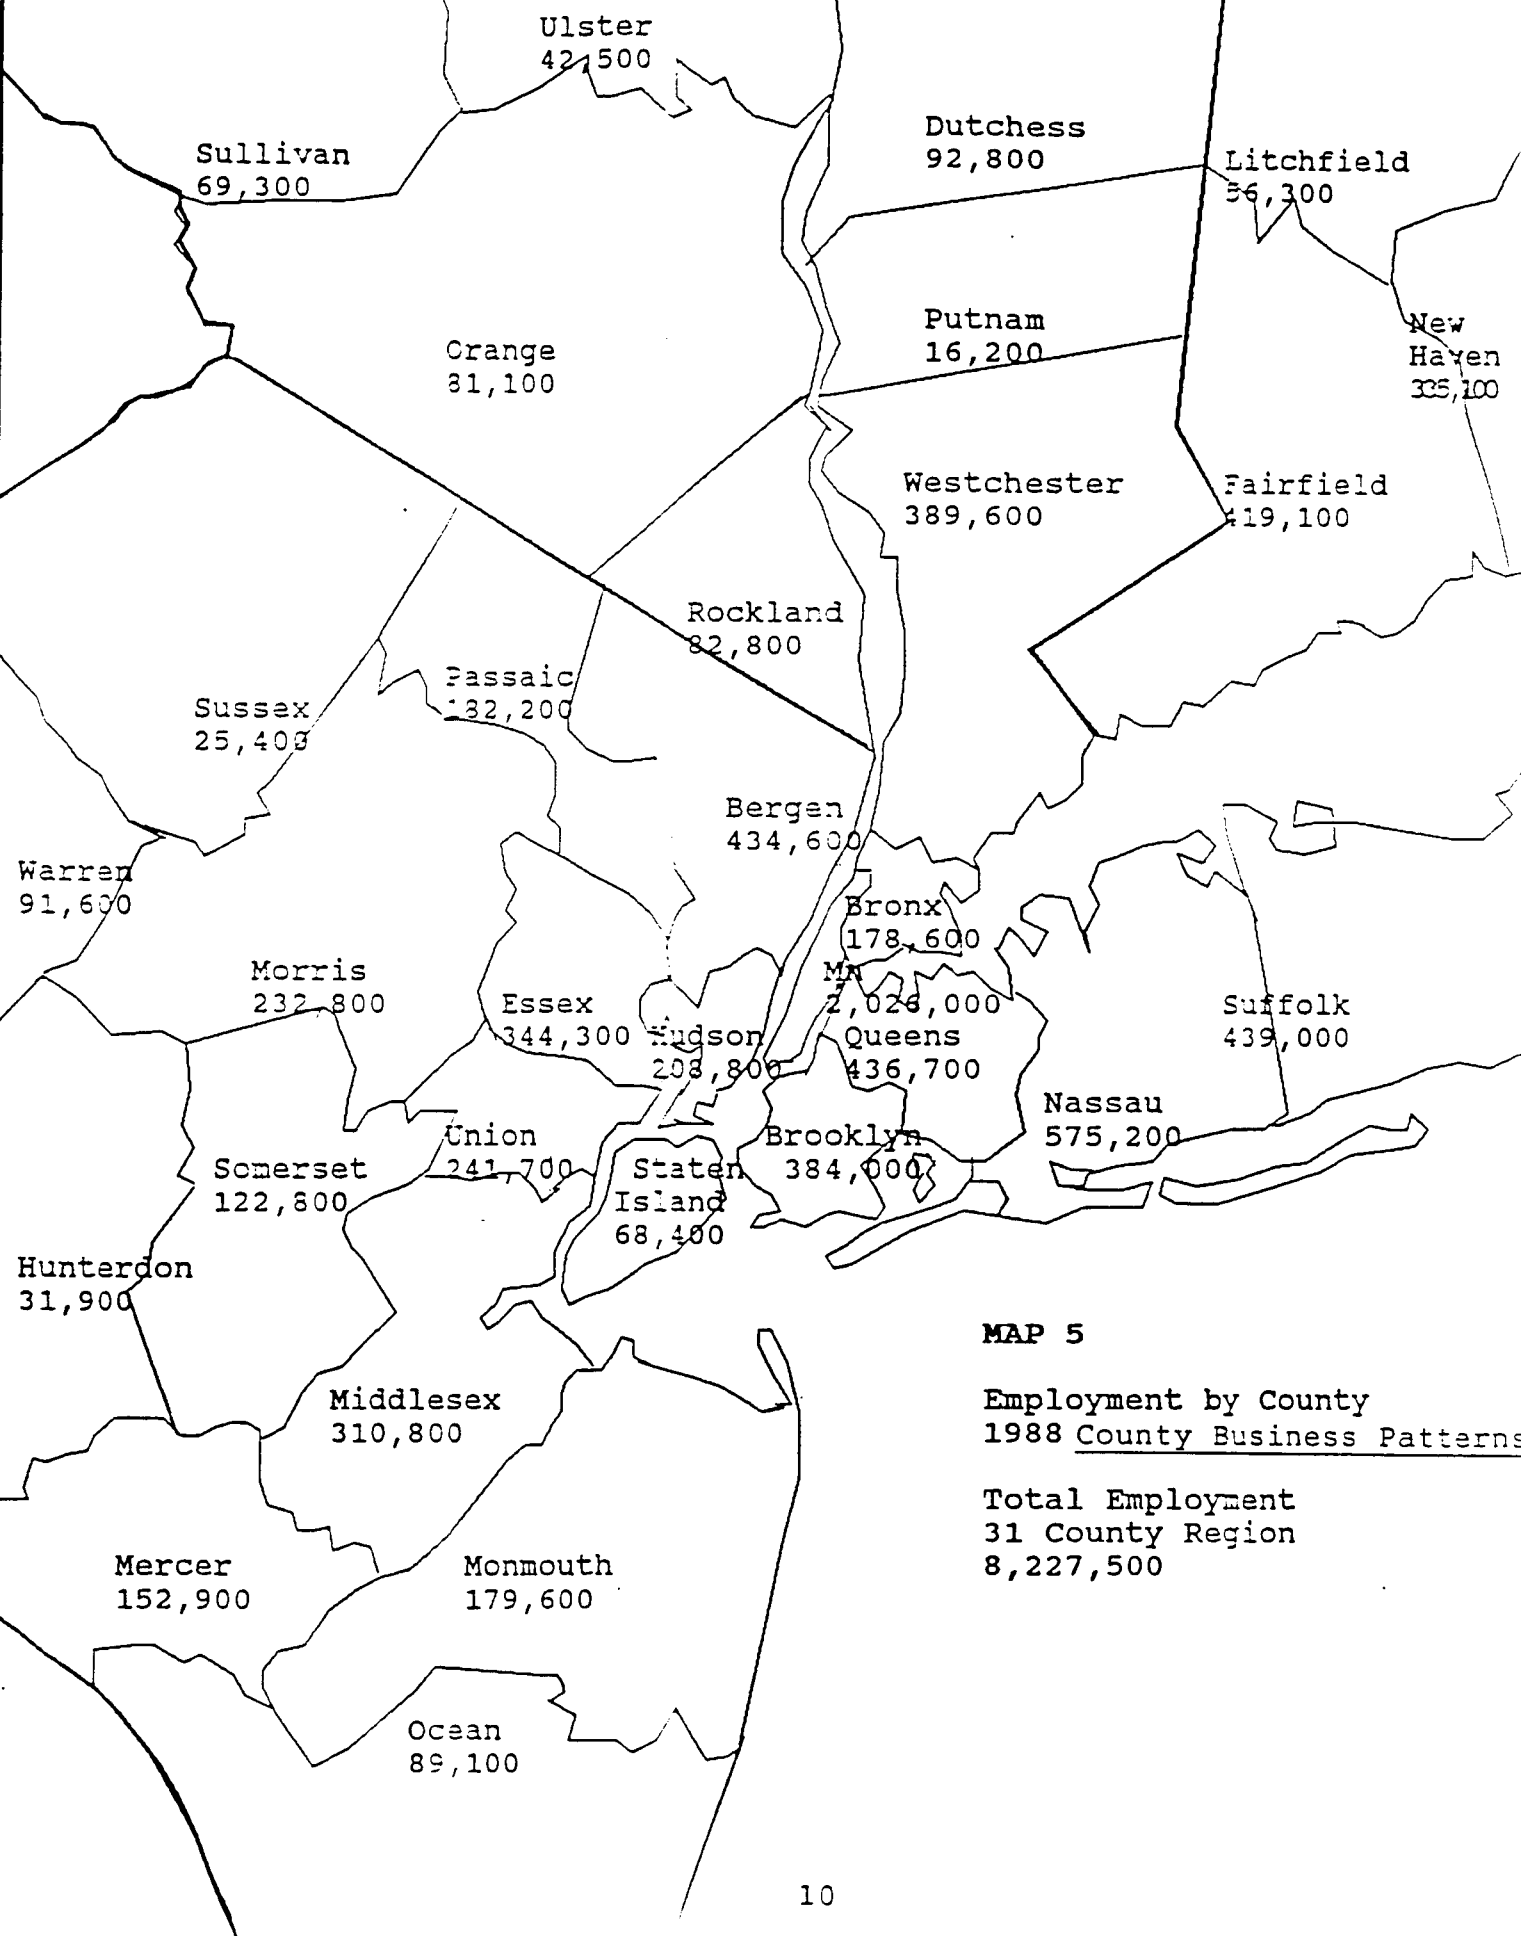 Ulster
42,500
Dutchess
92,800
Sullivan
69,300
Litchfield
56,300
Putnam
16,200
New
Haven
335,100
Orange
81,100
Westchester
389,600
Fairfield
419,100
Rockland
82,800
Passaic
182,200
Sussex
25,400
Bergen
434,600
Warren
91,600
Bronx
178,600
Morris
232,800
Mn
2,026,000
Essex
344,300
Suffolk
439,000
Hudson
208,800
Queens
436,700
Nassau
575,200
Union
241,700
Brooklyn
384,000
Somerset
122,800
Staten
Island
68,400
Hunterdon
31,900
MAP 5
Middlesex
310,800
Employment by County
1988 County Business Patterns
Total Employment
31 County Region
8,227,500
Mercer
152,900
Monmouth
179,600
Ocean
89,100
10